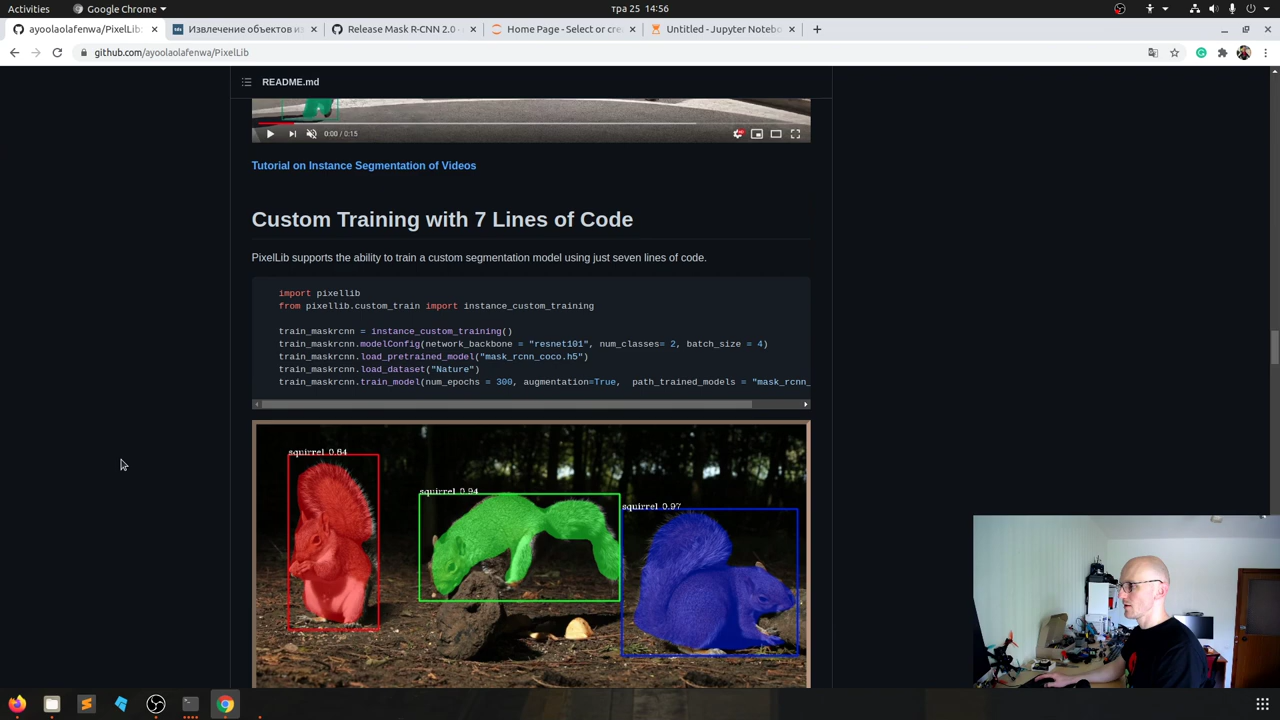 Activities
Google Chrome
тра 25 14:56
ayoolaolafenwa/PixelLib:
Извлечение объектов из
Release Mask R-CNN 2.0 -
Home Page - Select or cre
Untitled - Jupyter Notebo
github.com/ayoolaolafenwa/PixelLib
README.md
0:00 / 0:15
Tutorial on Instance Segmentation of Videos
Custom Training with 7 Lines of Code
PixelLib supports the ability to train a custom segmentation model using just seven lines of code.
import pixellib
from pixellib.custom_train import instance_custom_training
train_maskrcnn = instance_custom_training()
train_maskrcnn.modelConfig(network_backbone = "resnet101", num_classes= 2, batch_size = 4)
train_maskrcnn.load_pretrained_model("mask_rcnn_coco.h5")
train_maskrcnn.load_dataset("Nature")
train_maskrcnn.train_model(num_epochs = 300, augmentation=True,  path_trained_models = "mask_rcnn_
squirrel 0.84
squirrel 0.94
squirrel 0.97